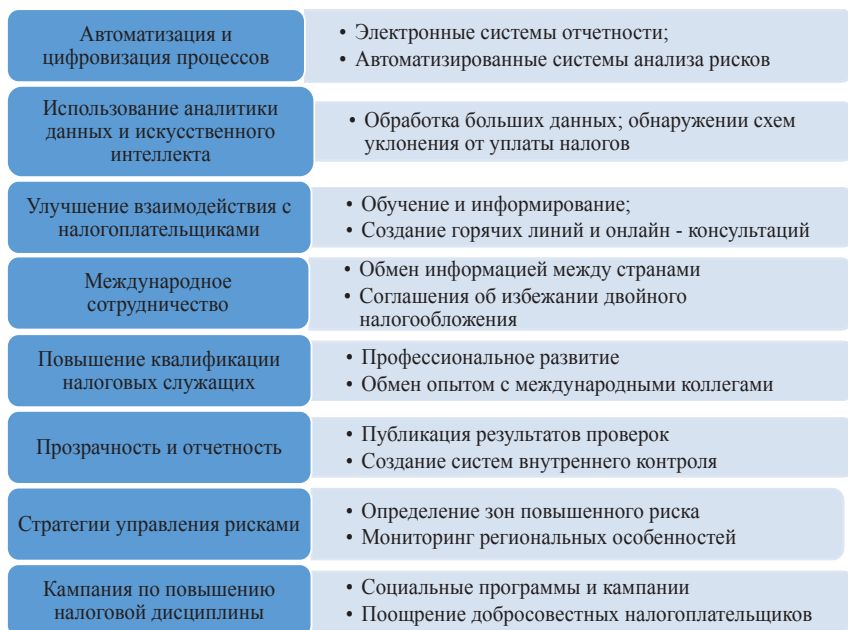 Автоматизация и
цифровизация процессов
• Электронные системы отчетности;
• Автоматизированные системы анализа рисков
Использование аналитики
данных и искусственного
интеллекта
• Обработка больших данных; обнаружении схем
уклонения от уплаты налогов
Улучшение взаимодействия с
налогоплательщиками
• Обучение и информирование;
• Создание горячих линий и онлайн - консультаций
Международное
сотрудничество
• Обмен информацией между странами
• Соглашения об избежании двойного
налогообложения
Повышение квалификации
налоговых служащих
• Профессиональное развитие
• Обмен опытом с международными коллегами
Прозрачность и отчетность
• Публикация результатов проверок
• Создание систем внутреннего контроля
Стратегии управления рисками
• Определение зон повышенного риска
• Мониторинг региональных особенностей
Кампания по повышению
налоговой дисциплины
• Социальные программы и кампании
• Поощрение добросовестных налогоплательщиков